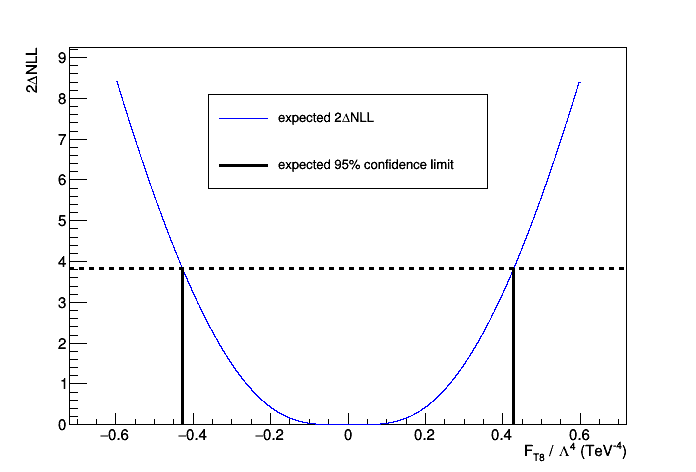 2ΔNLL
9
8
7
6
5
4
3
2
1
0
expected 2ΔNLL
expected 95% confidence limit
−0.6 −0.4 −0.2 0 0.2 0.4 0.6
F_T8 / Λ^4 (TeV^-4)